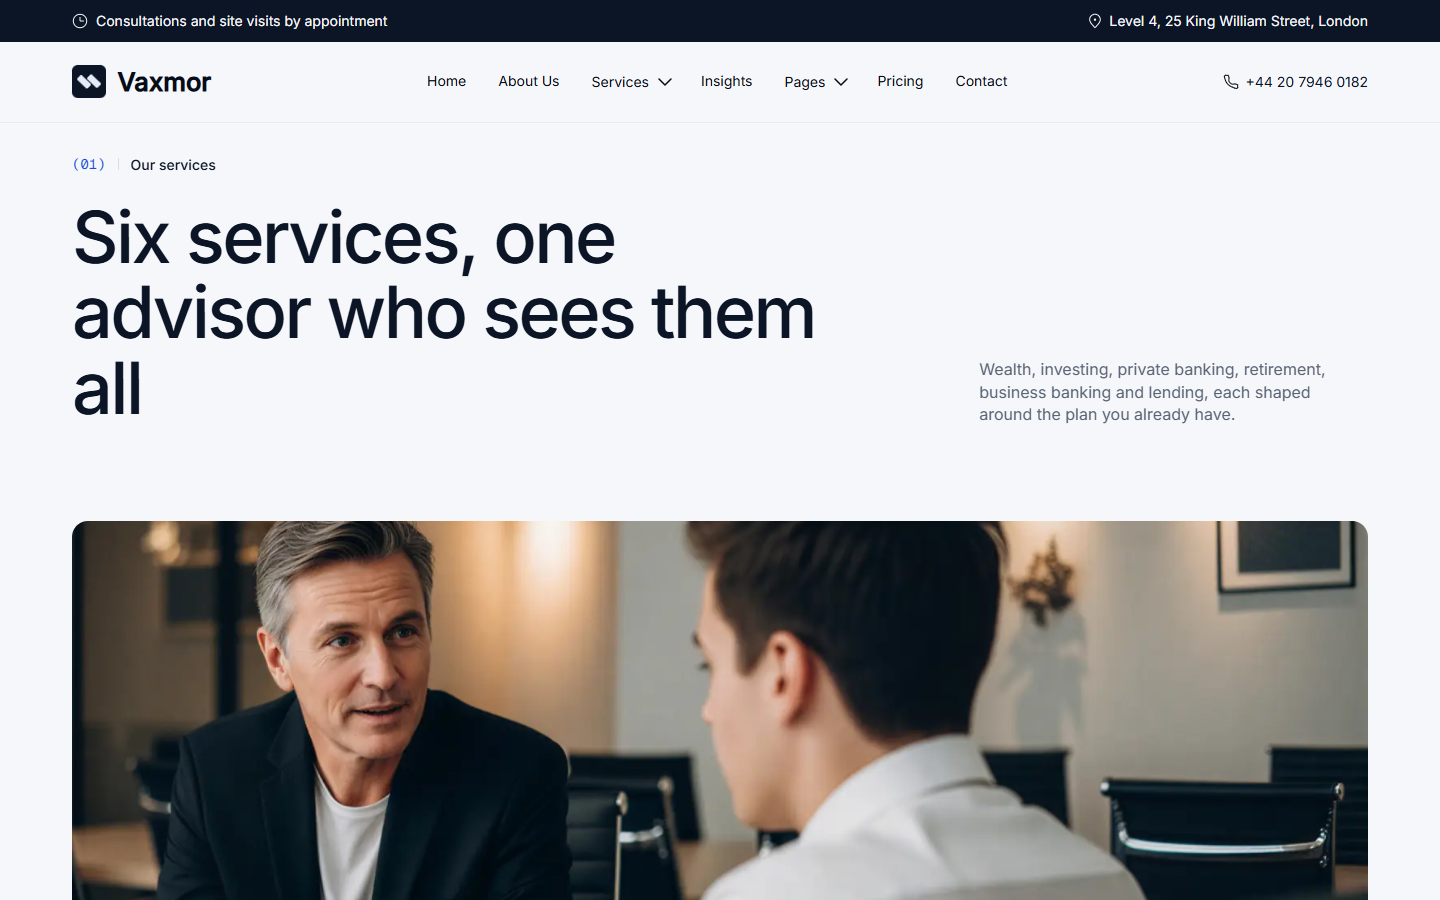 Consultations and site visits by appointment
Level 4, 25 King William Street, London
Vaxmor
Home
About Us
Services
Insights
Pages
Pricing
Contact
+44 20 7946 0182
(01)
Our services
Six services, one
advisor who sees them
all
Wealth, investing, private banking, retirement,
business banking and lending, each shaped
around the plan you already have.